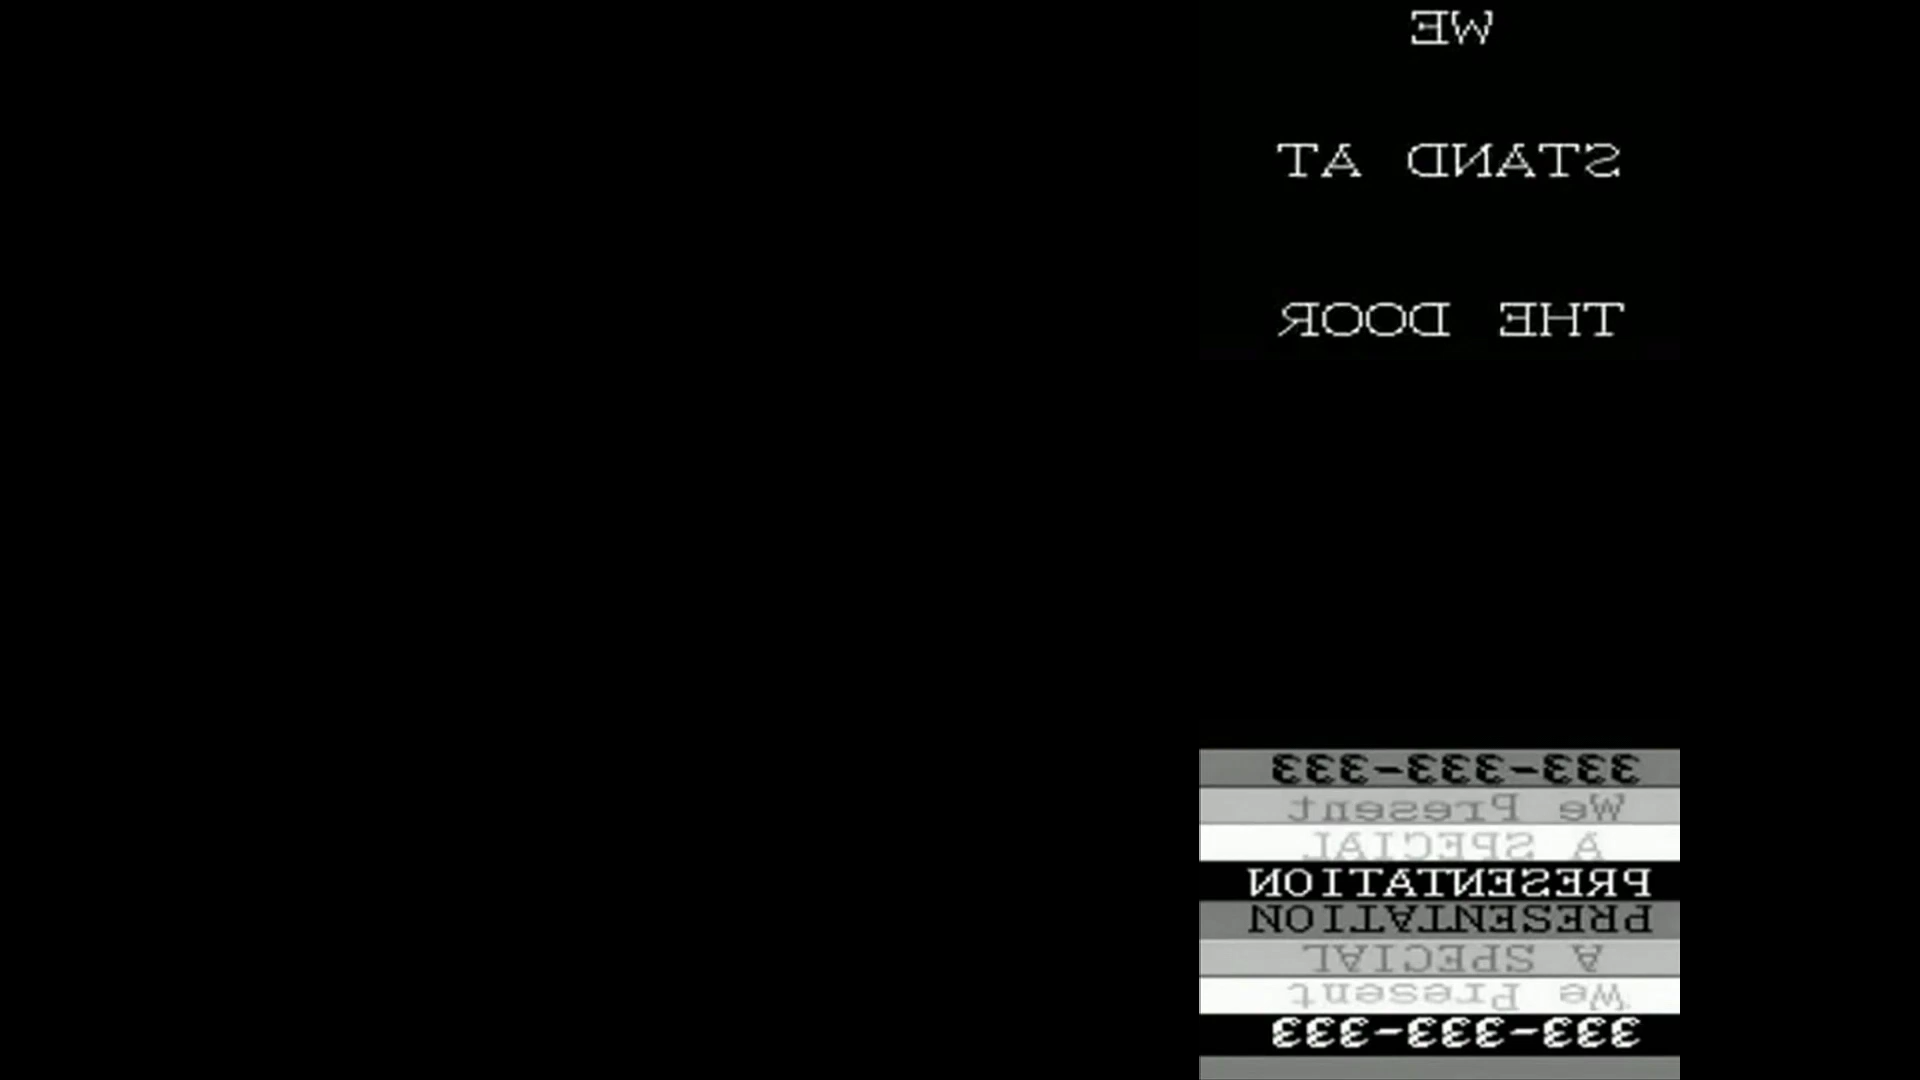 WE
STAND AT
THE DOOR
333-333-333
We Present
A SPECIAL
PRESENTATION
PRESENTATION
A SPECIAL
We Present
333-333-333